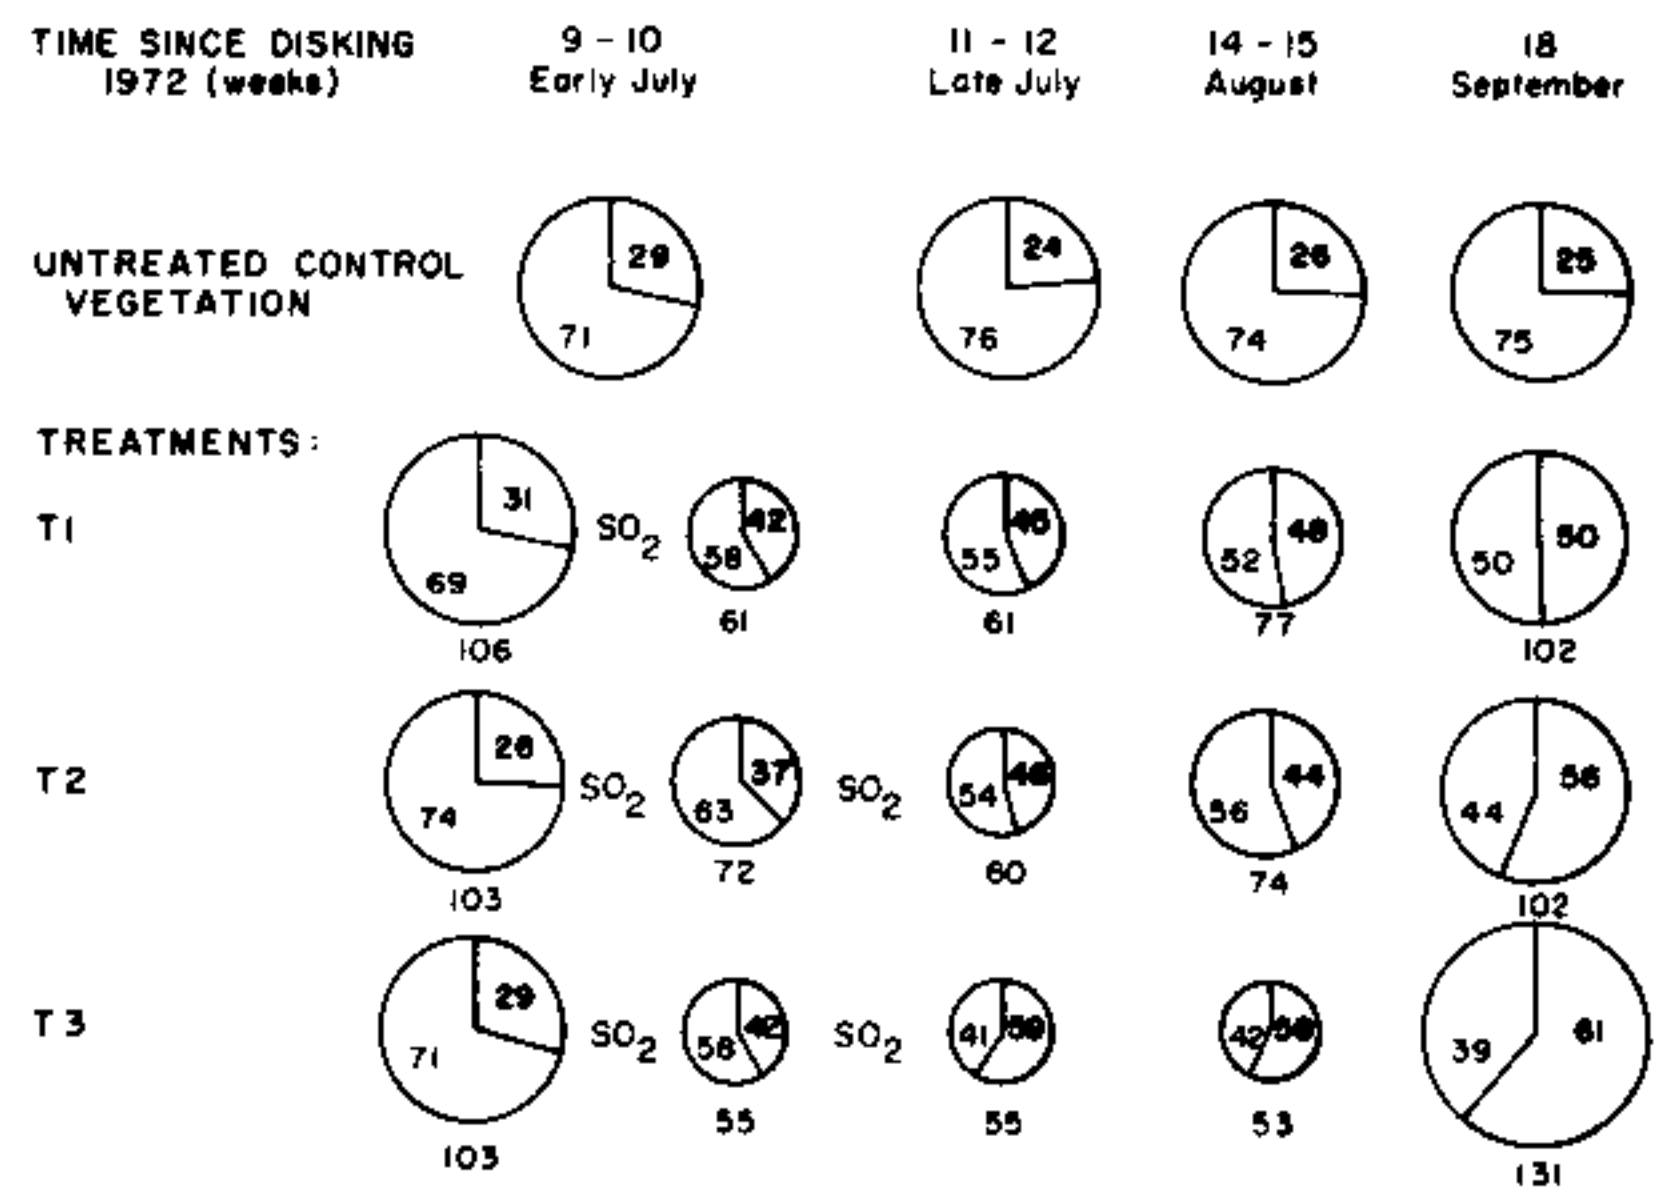 TIME SINCE DISKING 9 - 10 11 - 12 14 - 15 18
1972 (weeks) Early July Late July August September
UNTREATED CONTROL 29 24 26 25
VEGETATION
71 76 74 75
TREATMENTS:
T1 31 SO2 42 45 48 50
69 58 55 52 50
106 61 61 77 102
T2 26 SO2 37 SO2 46 44 56
74 63 54 56 44
103 72 60 74 102
T3 29 SO2 42 SO2 59 58 61
71 58 41 42 39
103 55 55 53 131